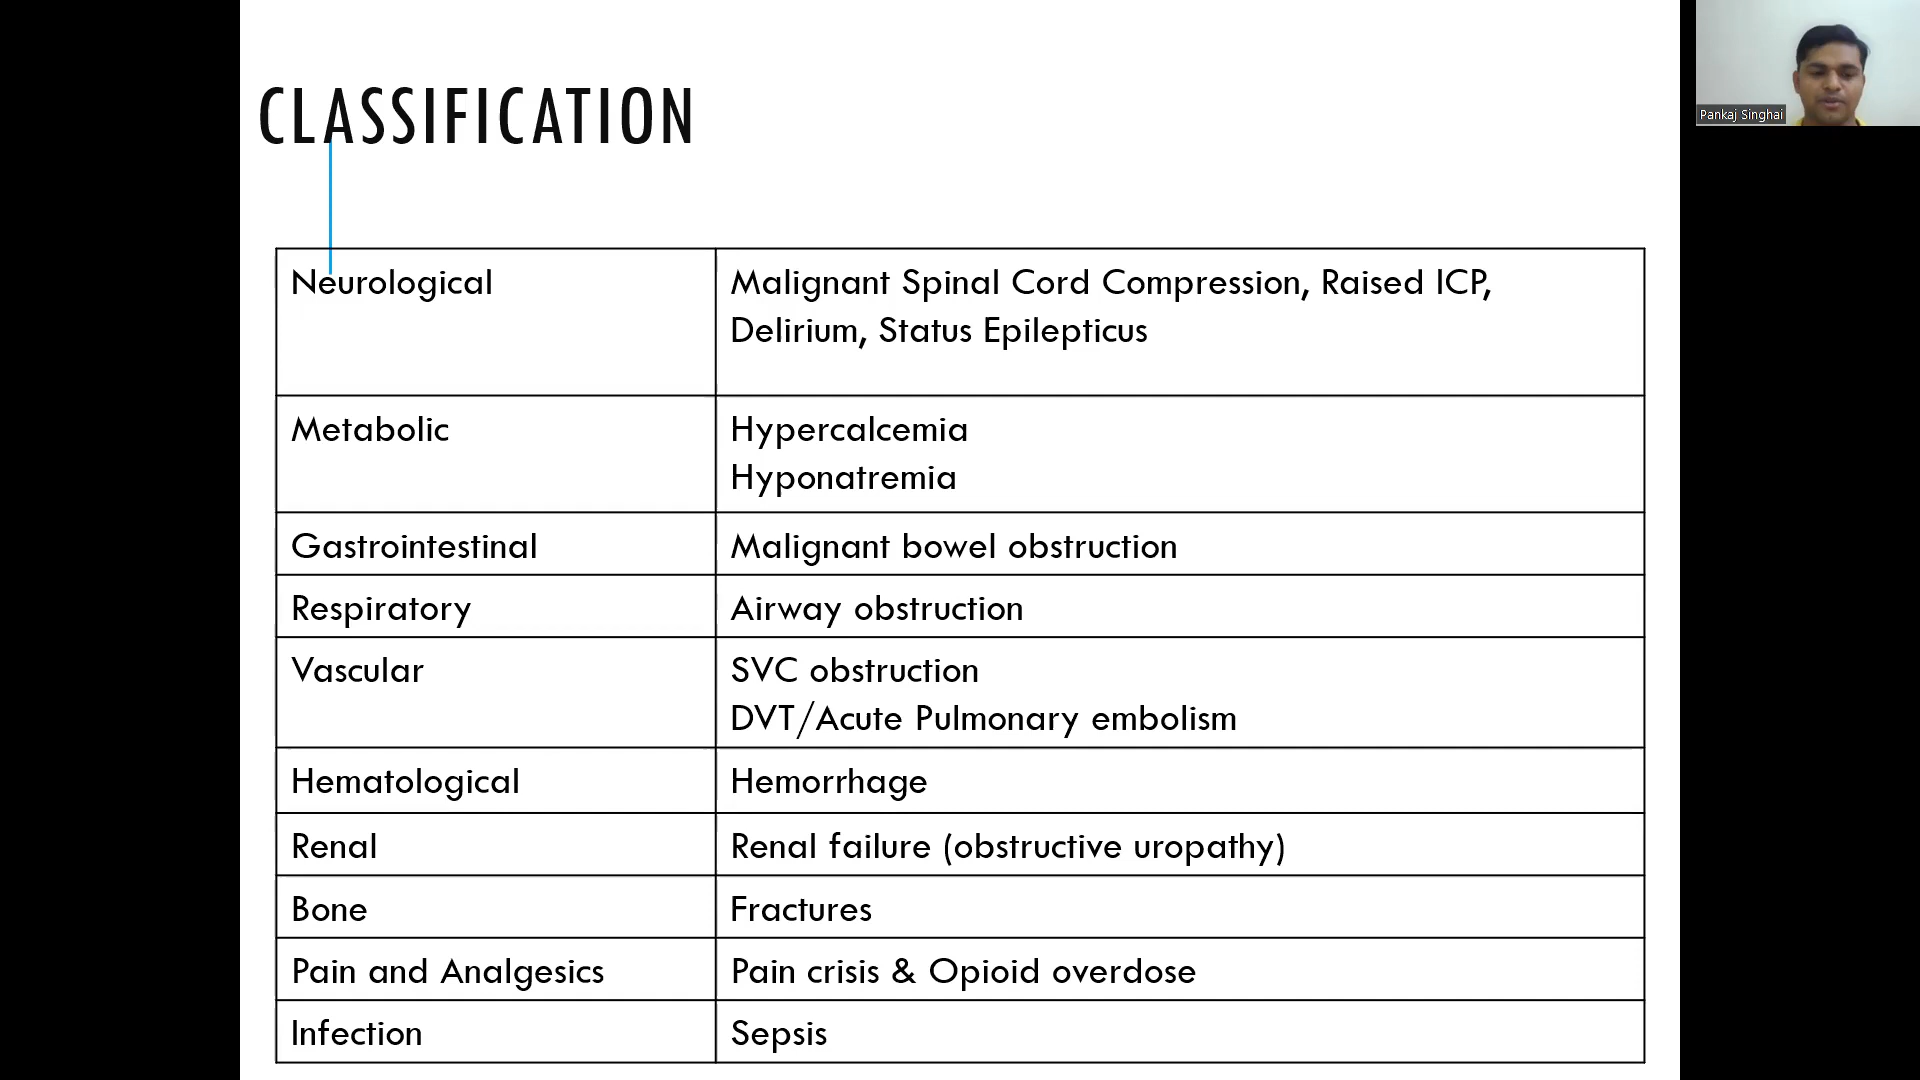 CLASSIFICATION
Pankaj Singhai
Neurological
Malignant Spinal Cord Compression, Raised ICP,
Delirium, Status Epilepticus
Metabolic
Hypercalcemia
Hyponatremia
Gastrointestinal
Malignant bowel obstruction
Respiratory
Airway obstruction
Vascular
SVC obstruction
DVT/Acute Pulmonary embolism
Hematological
Hemorrhage
Renal
Renal failure (obstructive uropathy)
Bone
Fractures
Pain and Analgesics
Pain crisis & Opioid overdose
Infection
Sepsis